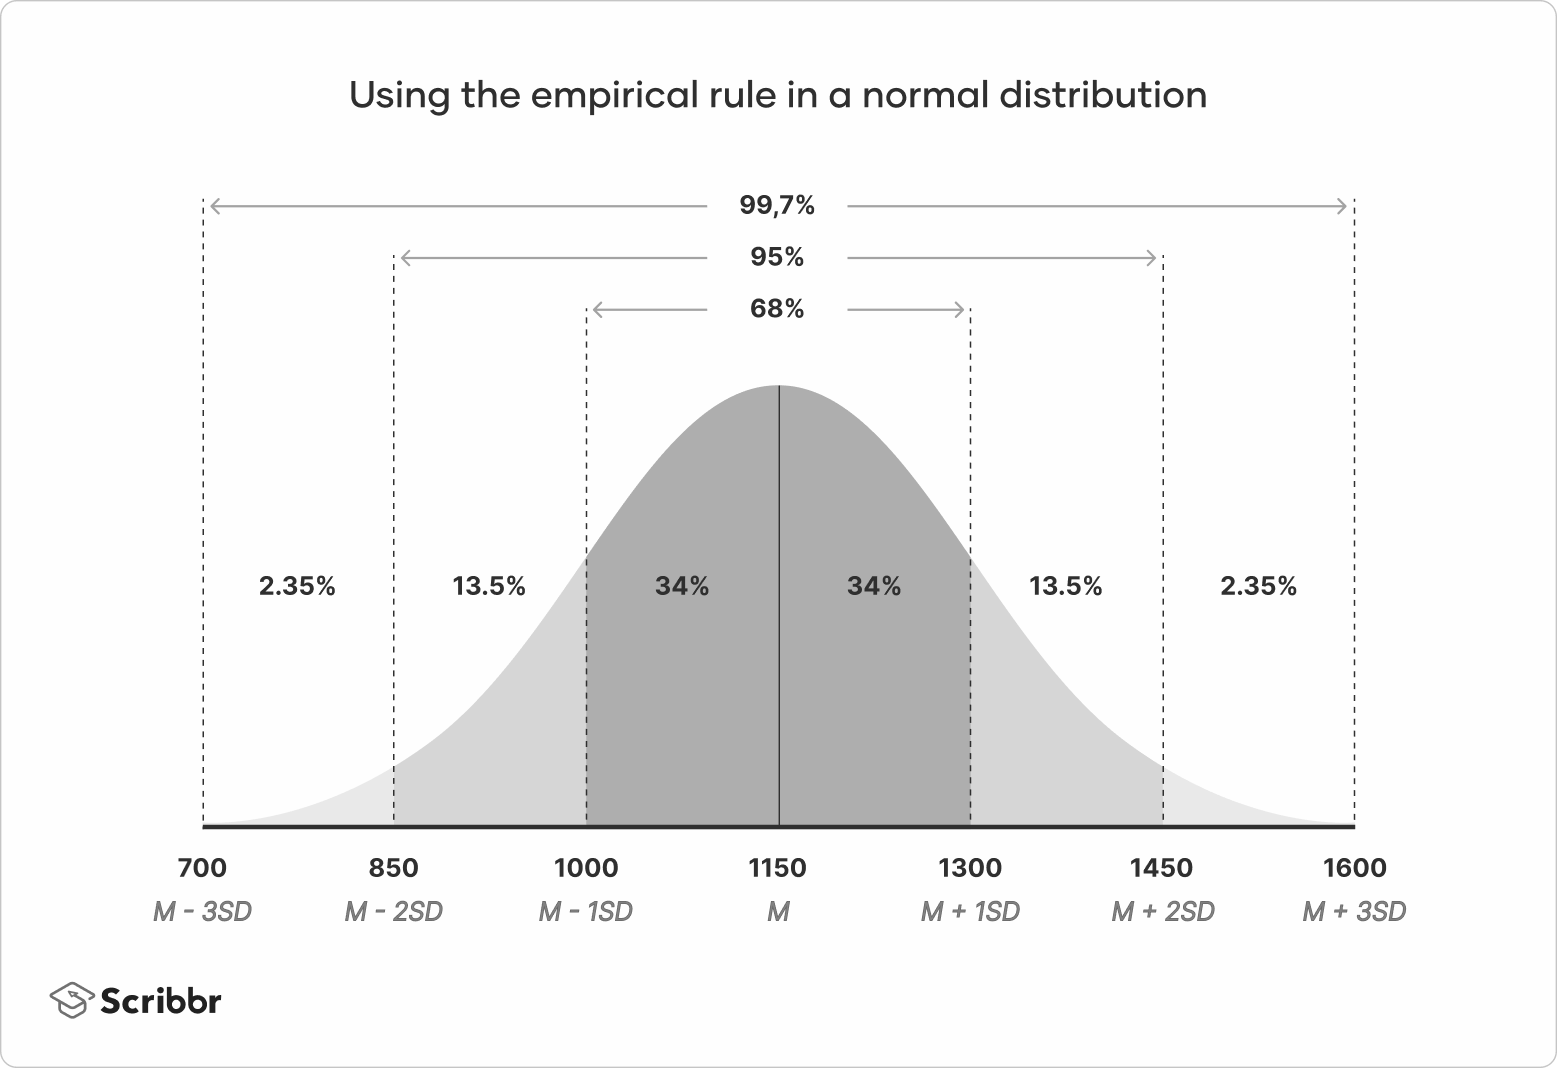 Using the empirical rule in a normal distribution
99,7%
95%
68%
2.35% 13.5% 34% 34% 13.5% 2.35%
700 850 1000 1150 1300 1450 1600
M - 3SD M - 2SD M - 1SD M M + 1SD M + 2SD M + 3SD
Scribbr